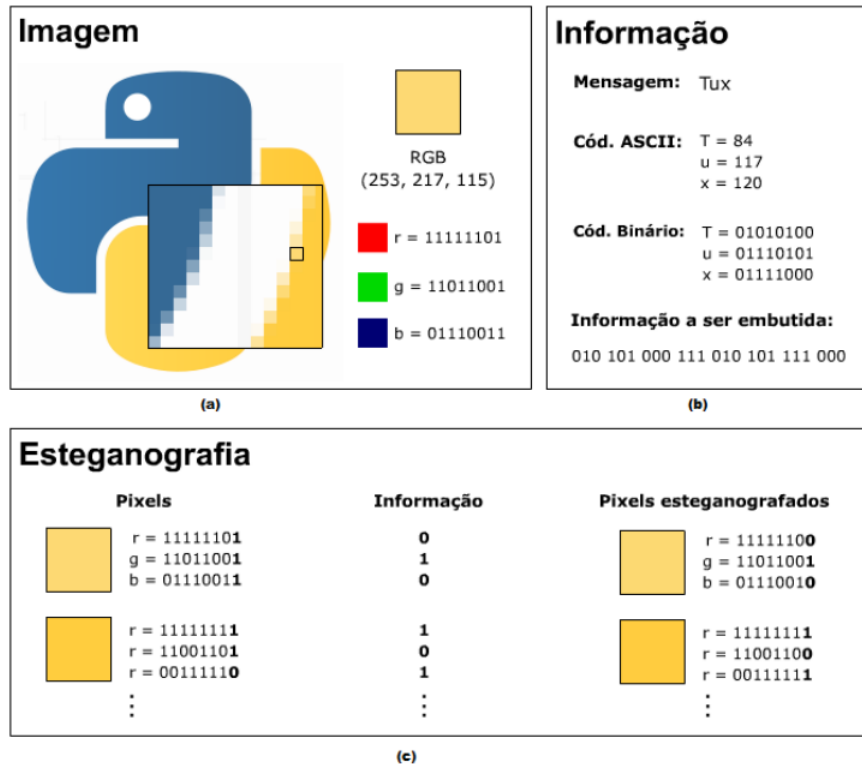 Imagem
RGB
(253, 217, 115)
r = 11111101
g = 11011001
b = 01110011
(a)
Informação
Mensagem: Tux
Cód. ASCII: T = 84
u = 117
x = 120
Cód. Binário: T = 01010100
u = 01110101
x = 01111000
Informação a ser embutida:
010 101 000 111 010 101 111 000
(b)
Esteganografia
Pixels Informação Pixels esteganografados
r = 11111101 0 r = 11111100
g = 11011001 1 g = 11011001
b = 01110011 0 b = 01110010
r = 11111111 1 r = 11111111
r = 11001101 0 r = 11001100
r = 00111110 1 r = 00111111
(c)